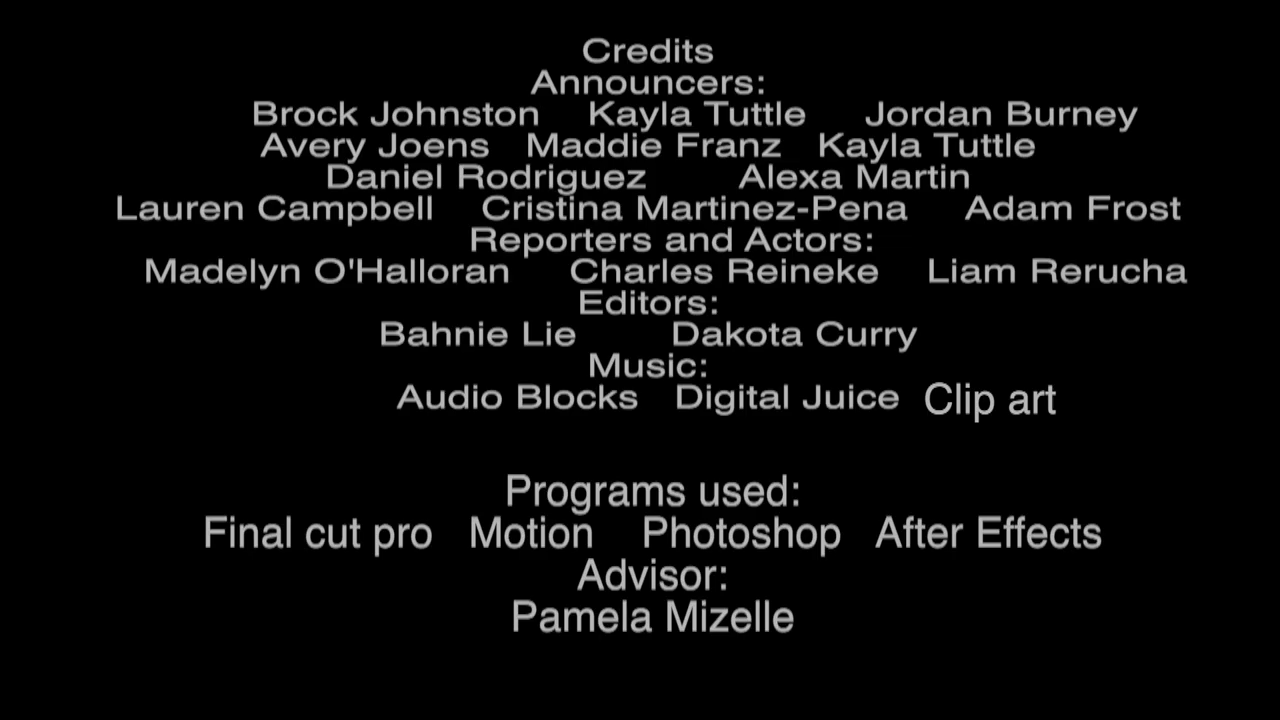 Credits
Announcers:
Brock Johnston Kayla Tuttle Jordan Burney
Avery Joens Maddie Franz Kayla Tuttle
Daniel Rodriguez Alexa Martin
Lauren Campbell Cristina Martinez-Pena Adam Frost
Reporters and Actors:
Madelyn O'Halloran Charles Reineke Liam Rerucha
Editors:
Bahnie Lie Dakota Curry
Music:
Audio Blocks Digital Juice Clip art
Programs used:
Final cut pro Motion Photoshop After Effects
Advisor:
Pamela Mizelle